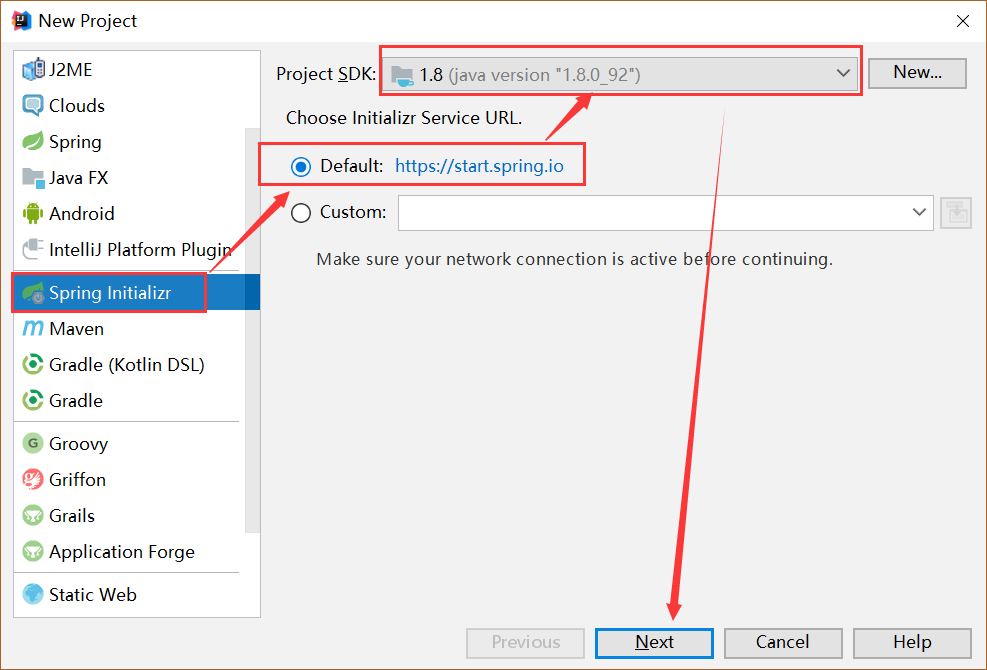 New Project
J2ME
Clouds
Spring
Java FX
Android
IntelliJ Platform Plugin
Spring Initializr
Maven
Gradle (Kotlin DSL)
Gradle
Groovy
Griffon
Grails
Application Forge
Static Web
Project SDK: 1.8 (java version "1.8.0_92") New...
Choose Initializr Service URL.
Default: https://start.spring.io
Custom:
Make sure your network connection is active before continuing.
Previous Next Cancel Help